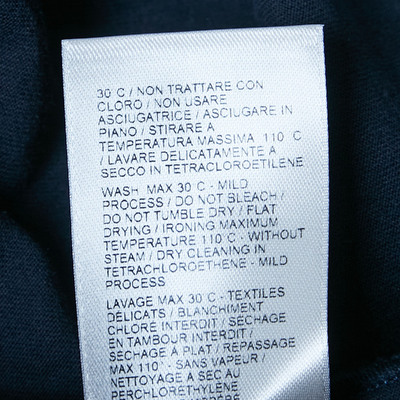 30 C / NON TRATTARE CON
CLORO / NON USARE
ASCIUGATRICE / ASCIUGARE IN
PIANO / STIRARE A
TEMPERATURA MASSIMA 110 C
/ LAVARE DELICATAMENTE A
SECCO IN TETRACLOROETILENE
WASH MAX 30 C - MILD
PROCESS / DO NOT BLEACH /
DO NOT TUMBLE DRY / FLAT
DRYING / IRONING MAXIMUM
TEMPERATURE 110 C - WITHOUT
STEAM / DRY CLEANING IN
TETRACHLOROETHENE - MILD
PROCESS
LAVAGE MAX 30 C - TEXTILES
DÉLICATS / BLANCHIMENT
CHLORÉ INTERDIT / SÉCHAGE
EN TAMBOUR INTERDIT /
SÉCHAGE À PLAT / REPASSAGE
MAX 110° - SANS VAPEUR /
NETTOYAGE À SEC AU
PERCHLORÉTHYLÈNE